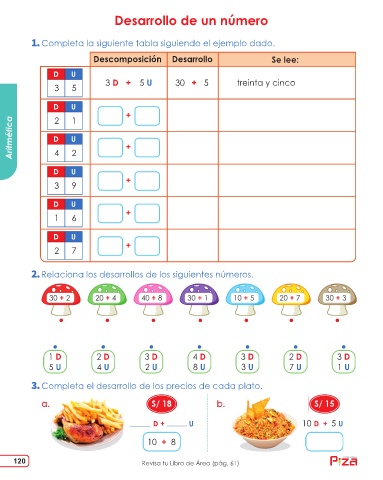 Desarrollo de un número
1. Completa la siguiente tabla siguiendo el ejemplo dado.
Descomposición Desarrollo Se lee:
D U
3 5
3 D + 5 U 30 + 5 treinta y cinco
D U
2 1
+
D U
4 2
+
D U
3 9
+
D U
1 6
+
D U
2 7
+
Aritmética
2. Relaciona los desarrollos de los siguientes números.
30 + 2 20 + 4 40 + 8 30 + 1 10 + 5 20 + 7 30 + 3
1 D 2 D 3 D 4 D 3 D 2 D 3 D
5 U 4 U 2 U 8 U 3 U 7 U 1 U
3. Completa el desarrollo de los precios de cada plato.
a. S/ 18 b. S/ 15
____ D + ____ U 10 D + 5 U
10 + 8
120 Revisa tu Libro de Área (pág. 61) Piza